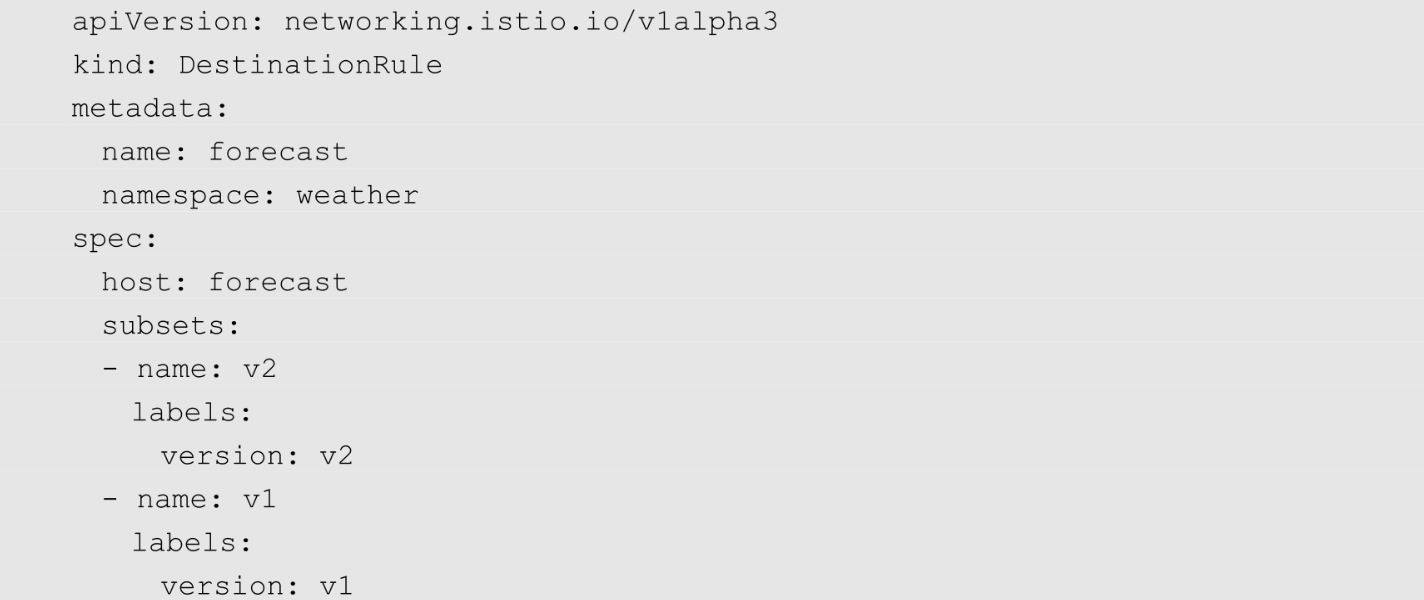 apiVersion: networking.istio.io/v1alpha3
kind: DestinationRule
metadata:
  name: forecast
  namespace: weather
spec:
  host: forecast
  subsets:
  - name: v2
    labels:
      version: v2
  - name: v1
    labels:
      version: v1